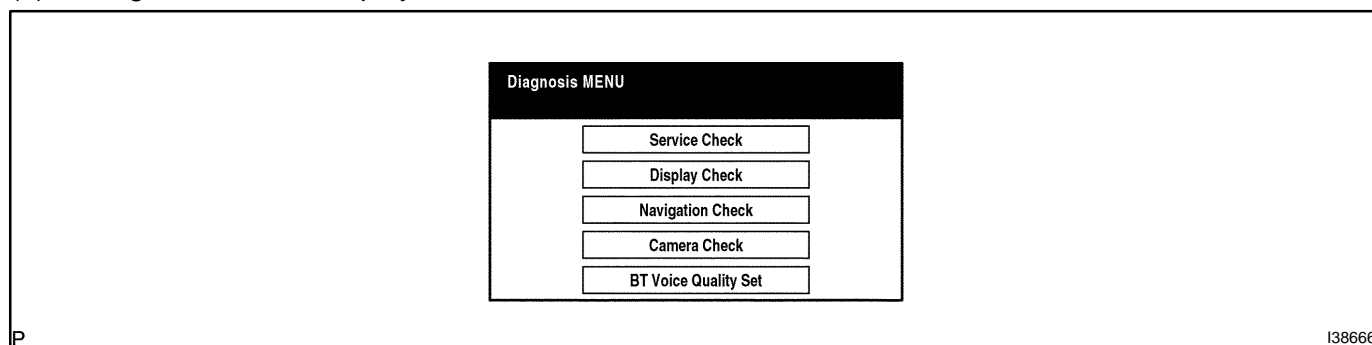 Diagnosis MENU
Service Check
Display Check
Navigation Check
Camera Check
BT Voice Quality Set
P
I38666